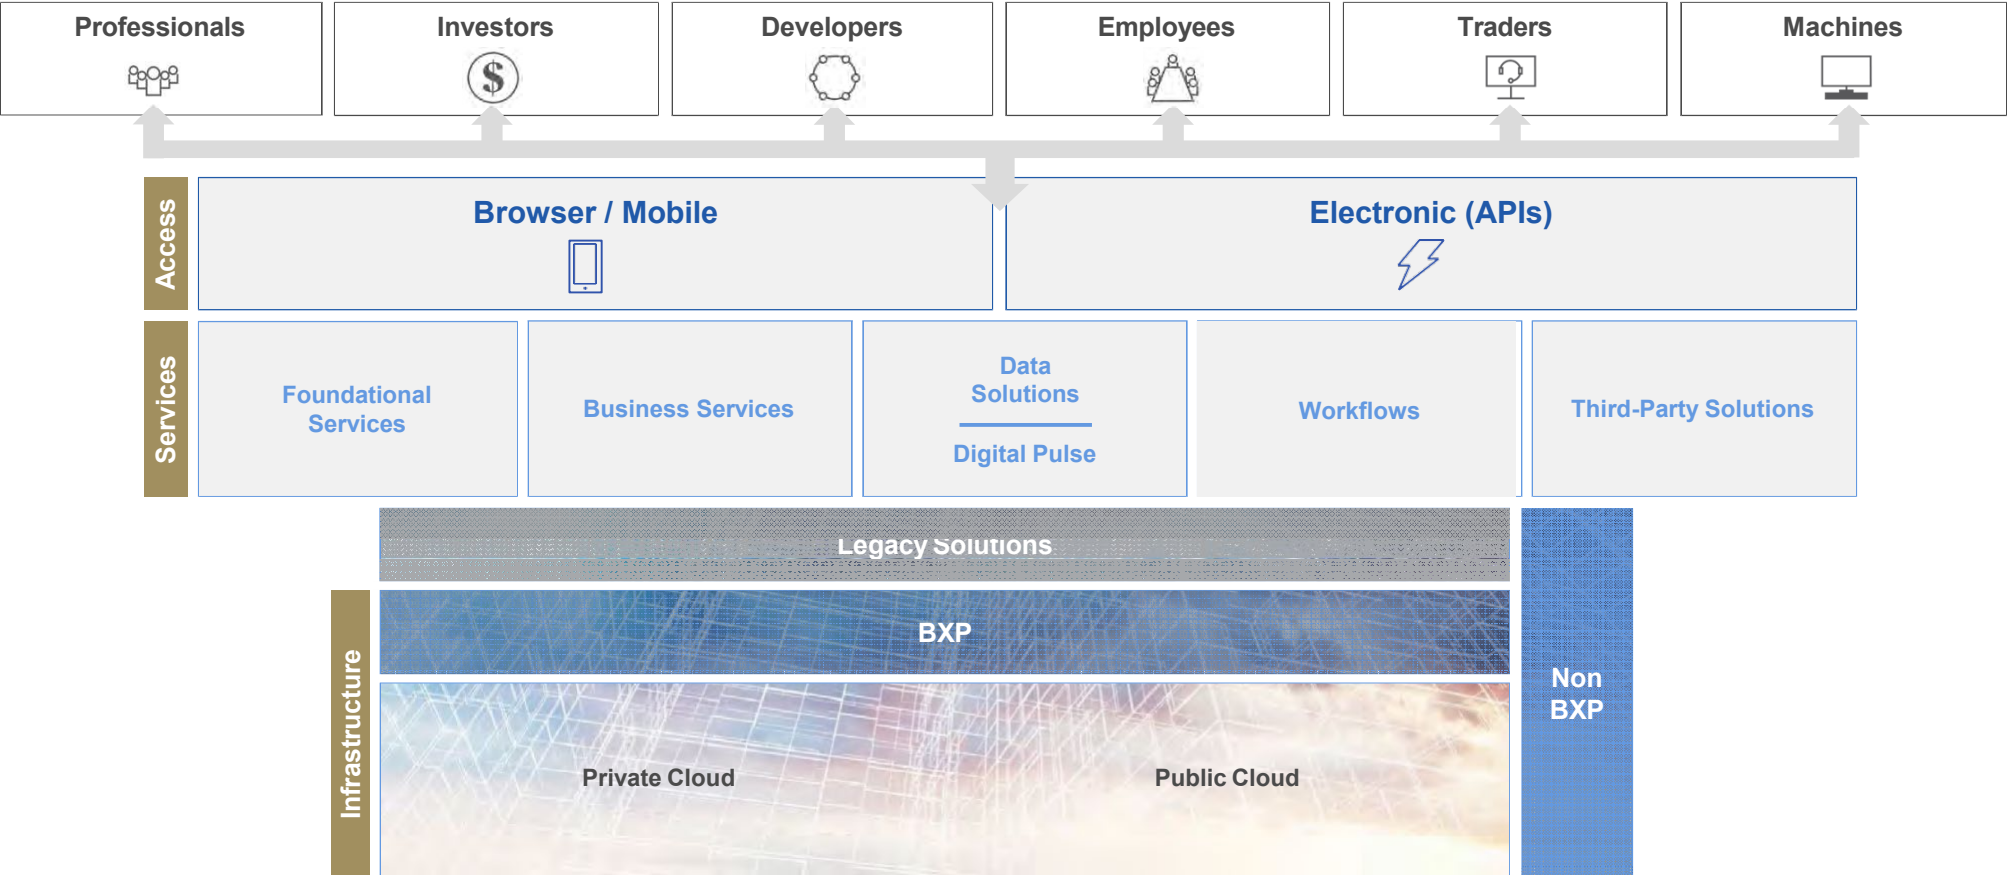 Professionals
Investors
Developers
Employees
Traders
Machines
$
Access
Browser / Mobile
Electronic (APIs)
Services
Foundational
Services
Business Services
Data
Solutions
Digital Pulse
Workflows
Third-Party Solutions
Legacy Solutions
Infrastructure
BXP
Non
BXP
Private Cloud
Public Cloud